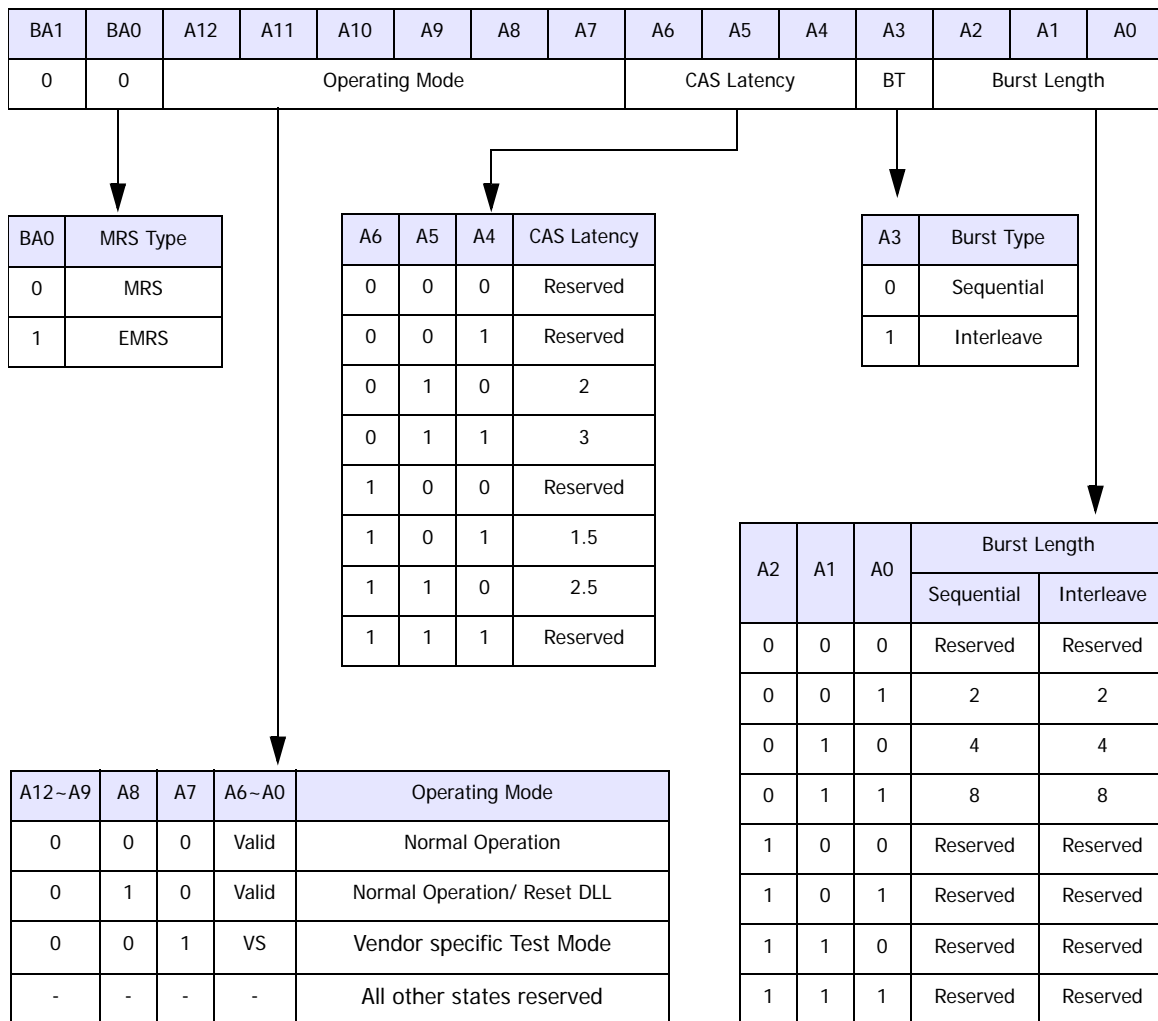 BA1 BA0 A12 A11 A10 A9 A8 A7 A6 A5 A4 A3 A2 A1 A0
0 0 Operating Mode CAS Latency BT Burst Length
BA0 MRS Type
0 MRS
1 EMRS
A6 A5 A4 CAS Latency
0 0 0 Reserved
0 0 1 Reserved
0 1 0 2
0 1 1 3
1 0 0 Reserved
1 0 1 1.5
1 1 0 2.5
1 1 1 Reserved
A3 Burst Type
0 Sequential
1 Interleave
A2 A1 A0 Burst Length
Sequential Interleave
0 0 0 Reserved Reserved
0 0 1 2 2
0 1 0 4 4
0 1 1 8 8
1 0 0 Reserved Reserved
1 0 1 Reserved Reserved
1 1 0 Reserved Reserved
1 1 1 Reserved Reserved
A12~A9 A8 A7 A6~A0 Operating Mode
0 0 0 Valid Normal Operation
0 1 0 Valid Normal Operation/ Reset DLL
0 0 1 VS Vendor specific Test Mode
- - - - All other states reserved